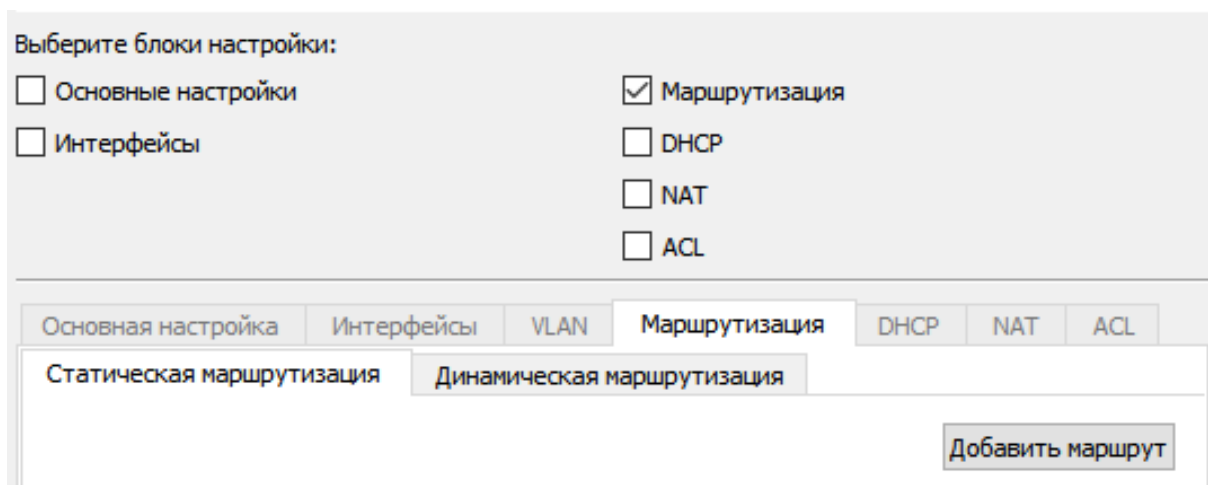 Выберите блоки настройки:
Основные настройки
Маршрутизация
Интерфейсы
DHCP
NAT
ACL
Основная настройка Интерфейсы VLAN Маршрутизация DHCP NAT ACL
Статическая маршрутизация Динамическая маршрутизация
Добавить маршрут